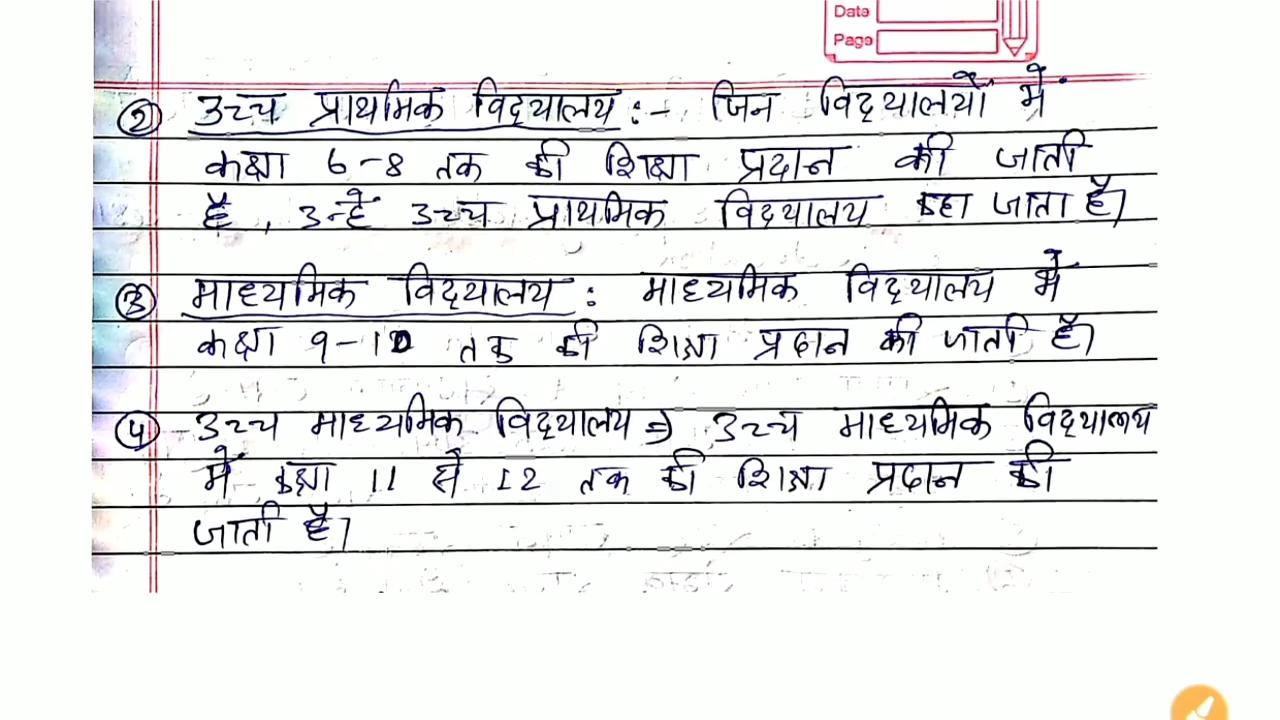 Date
Page
② उच्च प्राथमिक विद्यालय :- जिन विद्यालयों में
कक्षा 6-8 तक की शिक्षा प्रदान की जाती
है, उन्हें उच्च प्राथमिक विद्यालय कहा जाता है।
③ माध्यमिक विद्यालय : माध्यमिक विद्यालय में
कक्षा 9-10 तक की शिक्षा प्रदान की जाती है।
④ उच्च माध्यमिक विद्यालय ⇒ उच्च माध्यमिक विद्यालय
में कक्षा 11 से 12 तक की शिक्षा प्रदान की
जाती है।